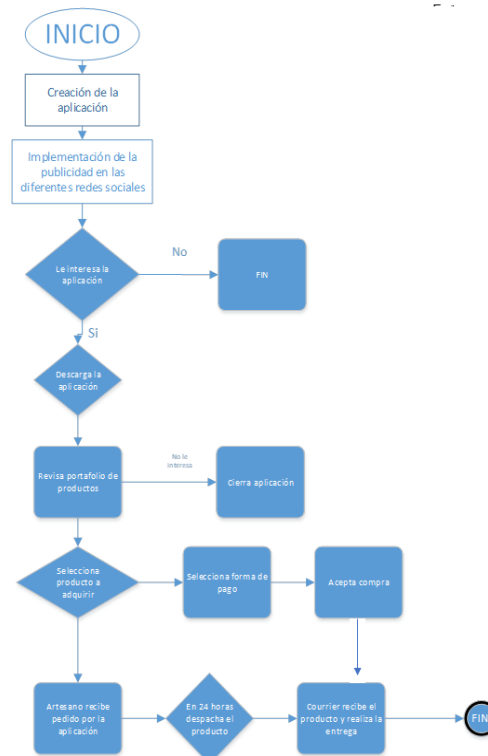 INICIO
Creación de la
aplicación
Implementación de la
publicidad en las
diferentes redes sociales
Le interesa la
aplicación
No
FIN
Si
Descarga la
aplicación
Revisa portafolio de
productos
No le
interesa
Cierra aplicación
Selecciona
producto a
adquirir
Selecciona forma de
pago
Acepta compra
Artesano recibe
pedido por la
aplicación
En 24 horas
despacha el
producto
Courrier recibe el
producto y realiza la
entrega
FIN